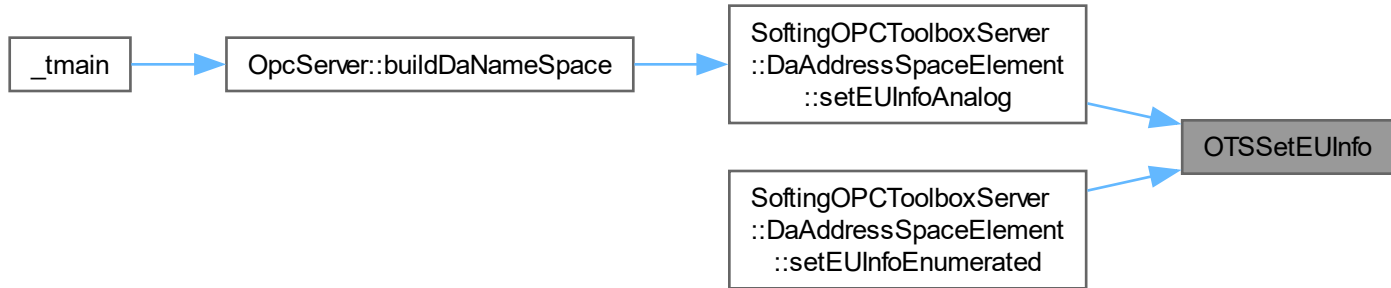 _tmain
OpcServer::buildDaNameSpace
SoftingOPCToolboxServer
::DaAddressSpaceElement
::setEUInfoAnalog
OTSSetEUInfo
SoftingOPCToolboxServer
::DaAddressSpaceElement
::setEUInfoEnumerated